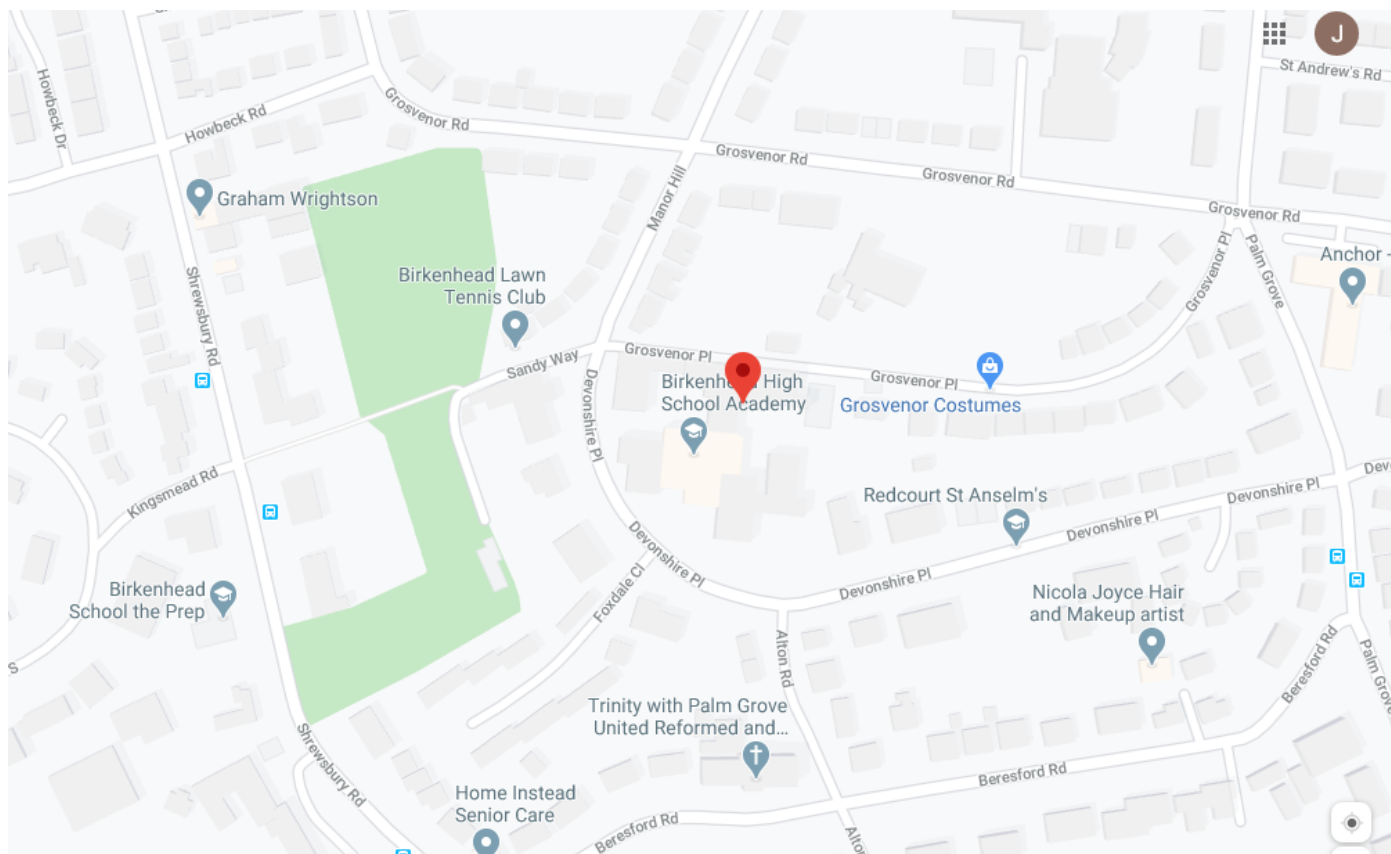 J
St Andrew's Rd
Howbeck Dr
Howbeck Rd
Grosvenor Rd
Grosvenor Rd
Grosvenor Rd
Grosvenor Rd
Manor Hill
Graham Wrightson
Palm Grove
Grosvenor Pl
Anchor -
Birkenhead Lawn
Tennis Club
Shrewsbury Rd
Sandy Way
Grosvenor Pl
Grosvenor Pl
Birkenhead High
School Academy
Grosvenor Costumes
Devonshire Pl
Kingsmead Rd
Redcourt St Anselm's
Devonshire Pl
Devonshire Pl
Devonshire Pl
Devonshire Pl
Foxdale Cl
Birkenhead
School the Prep
Nicola Joyce Hair
and Makeup artist
Alton Rd
Beresford Rd
Palm Grove
Trinity with Palm Grove
United Reformed and...
Shrewsbury Rd
Beresford Rd
Home Instead
Senior Care
Beresford Rd